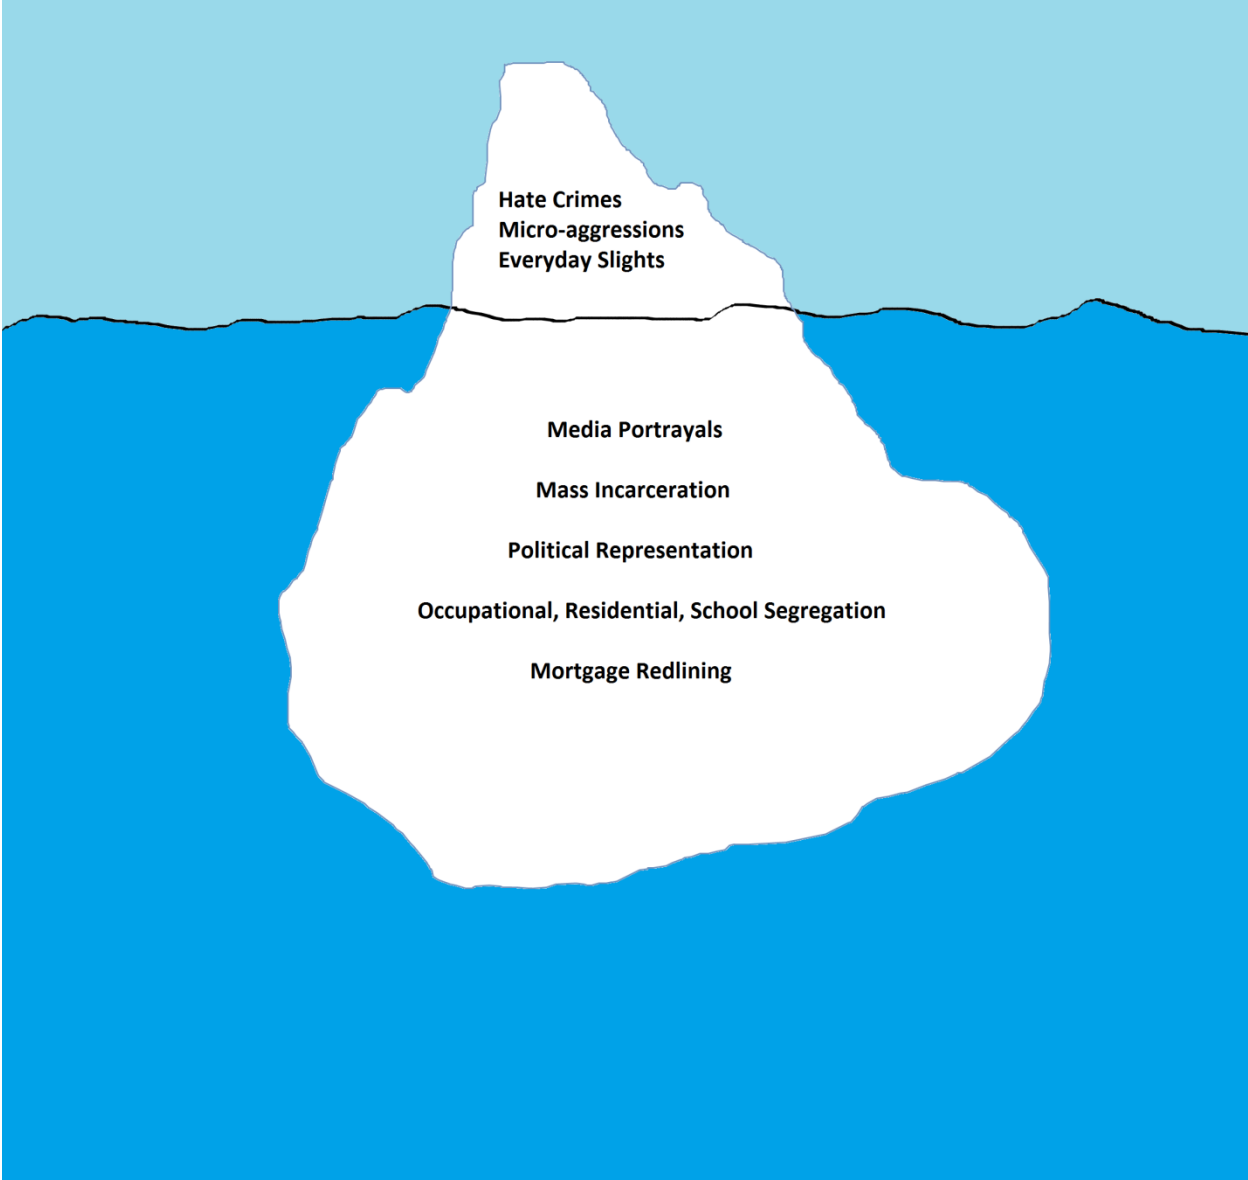 Hate Crimes
Micro-aggressions
Everyday Slights
Media Portrayals
Mass Incarceration
Political Representation
Occupational, Residential, School Segregation
Mortgage Redlining